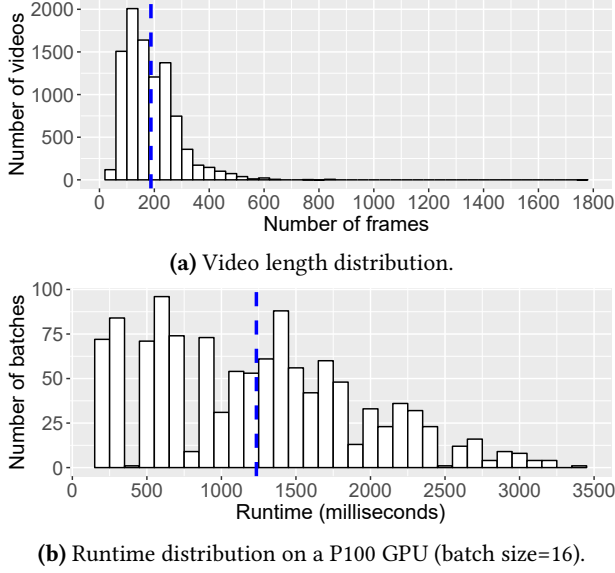 2000
1500
1000
500
0
Number of videos
0 200 400 600 800 1000 1200 1400 1600 1800
Number of frames
(a) Video length distribution.
100
75
50
25
0
Number of batches
0 500 1000 1500 2000 2500 3000 3500
Runtime (milliseconds)
(b) Runtime distribution on a P100 GPU (batch size=16).